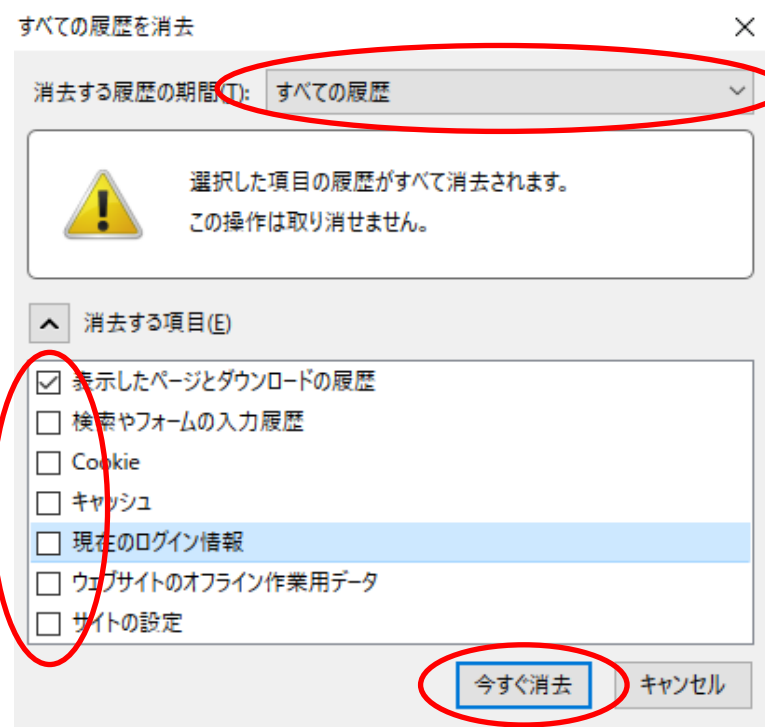 すべての履歴を消去
消去する履歴の期間(T): すべての履歴
選択した項目の履歴がすべて消去されます。
この操作は取り消せません。
消去する項目(E)
表示したページとダウンロードの履歴
検索やフォームの入力履歴
Cookie
キャッシュ
現在のログイン情報
ウェブサイトのオフライン作業用データ
サイトの設定
今すぐ消去 キャンセル